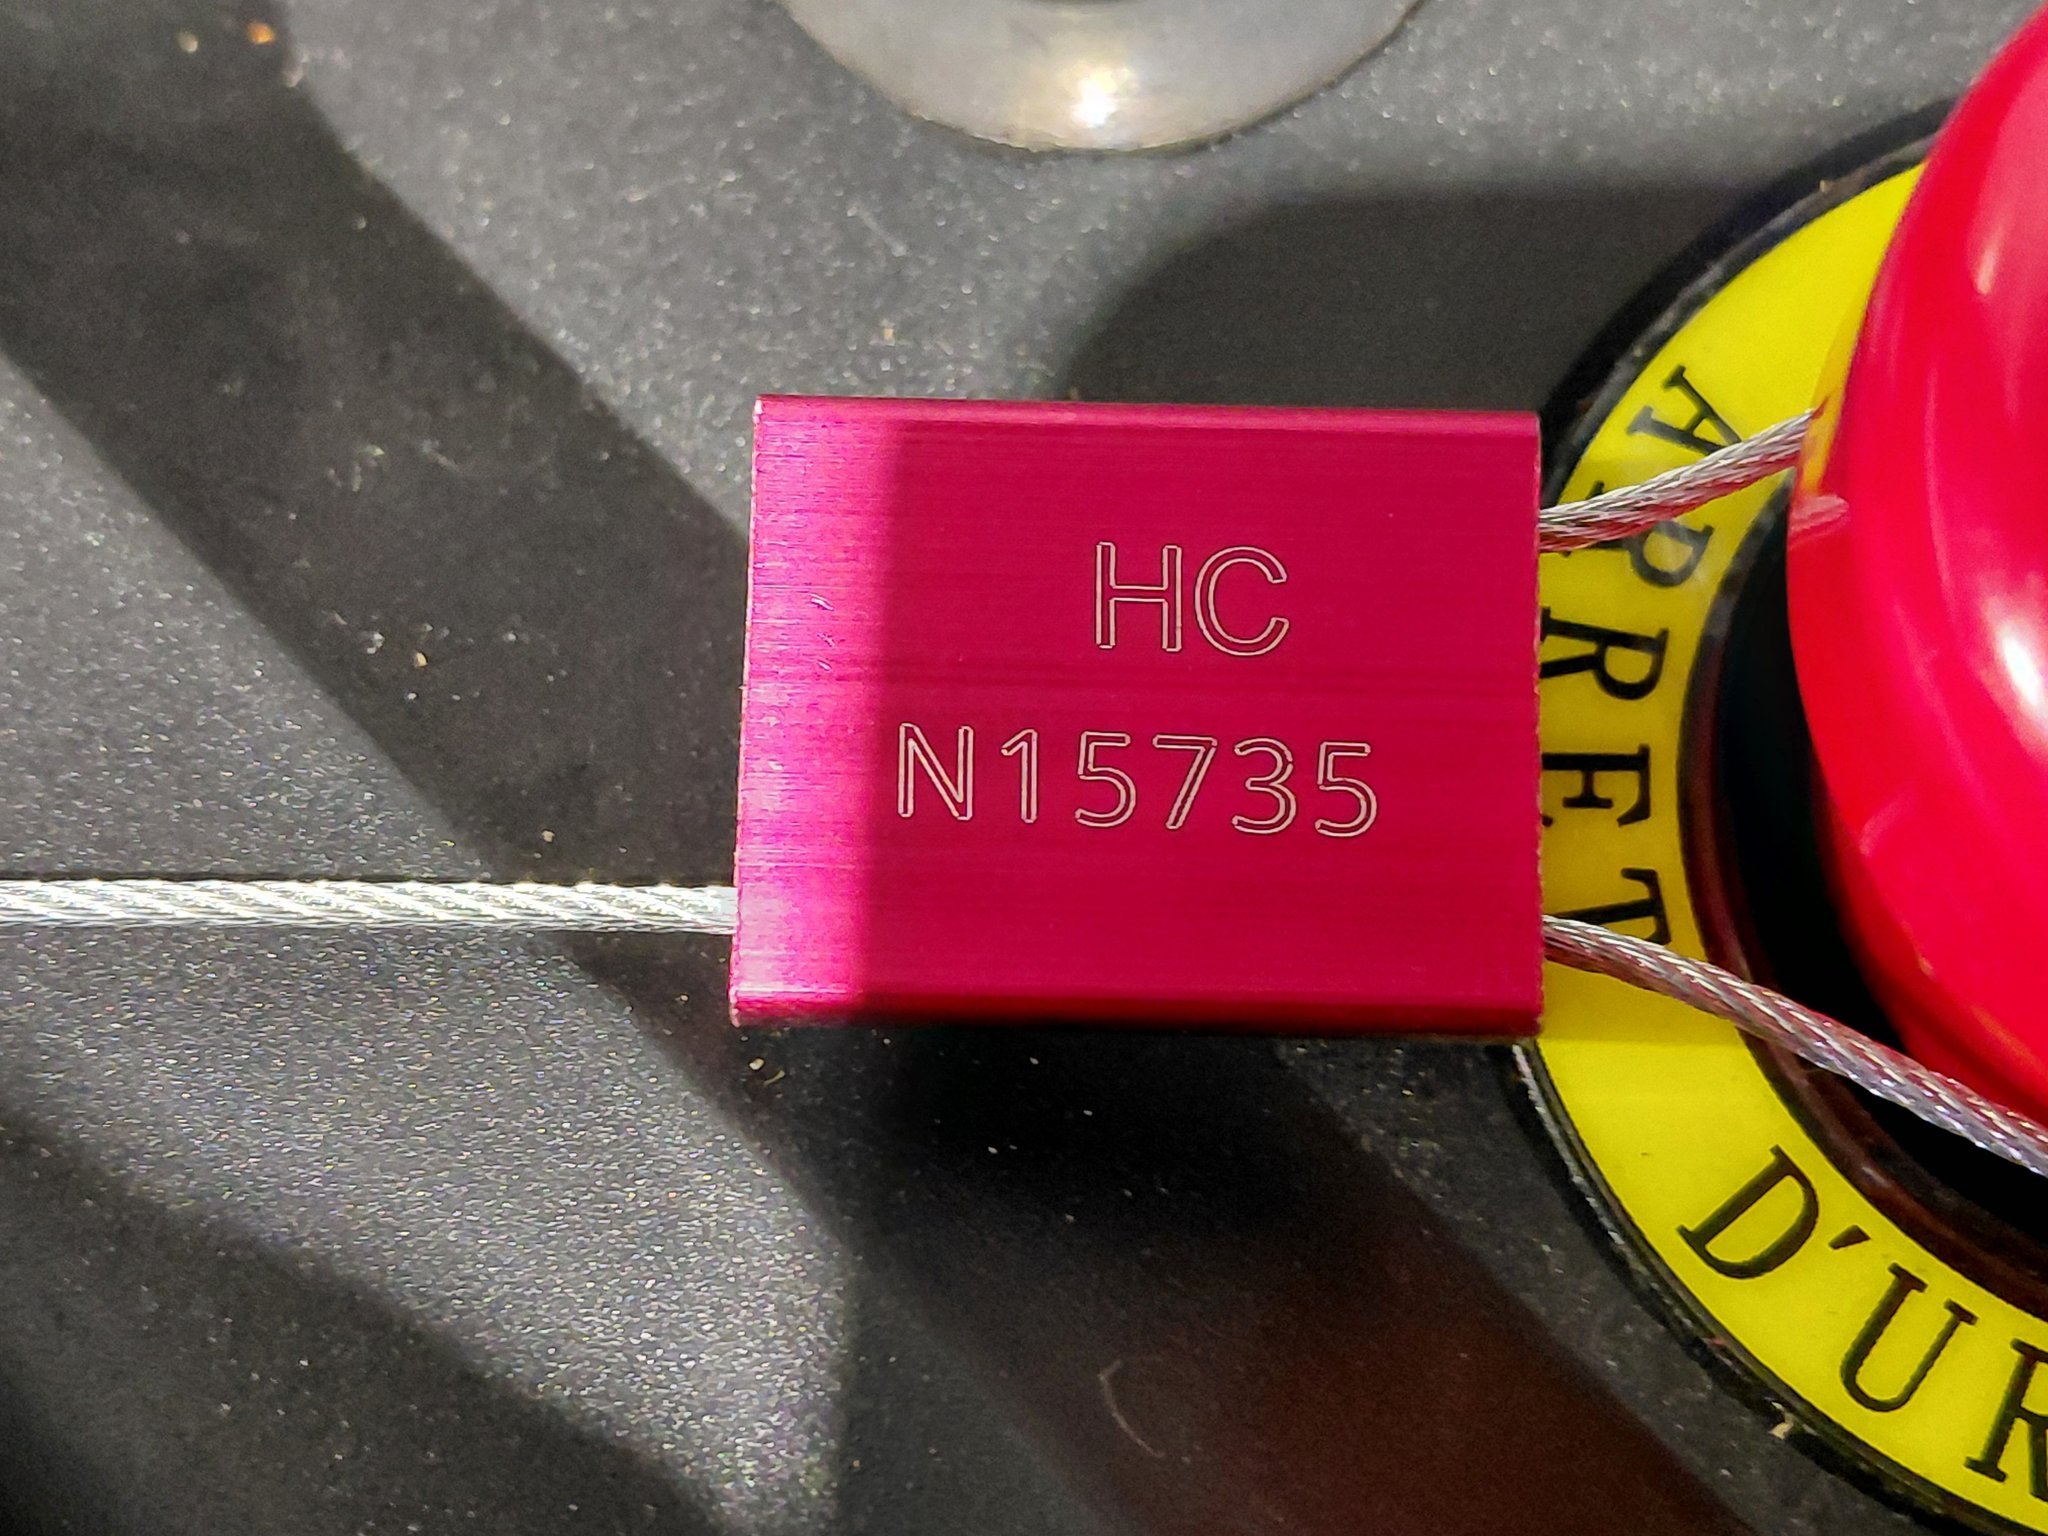 HC
N15735
ARRET D'UR